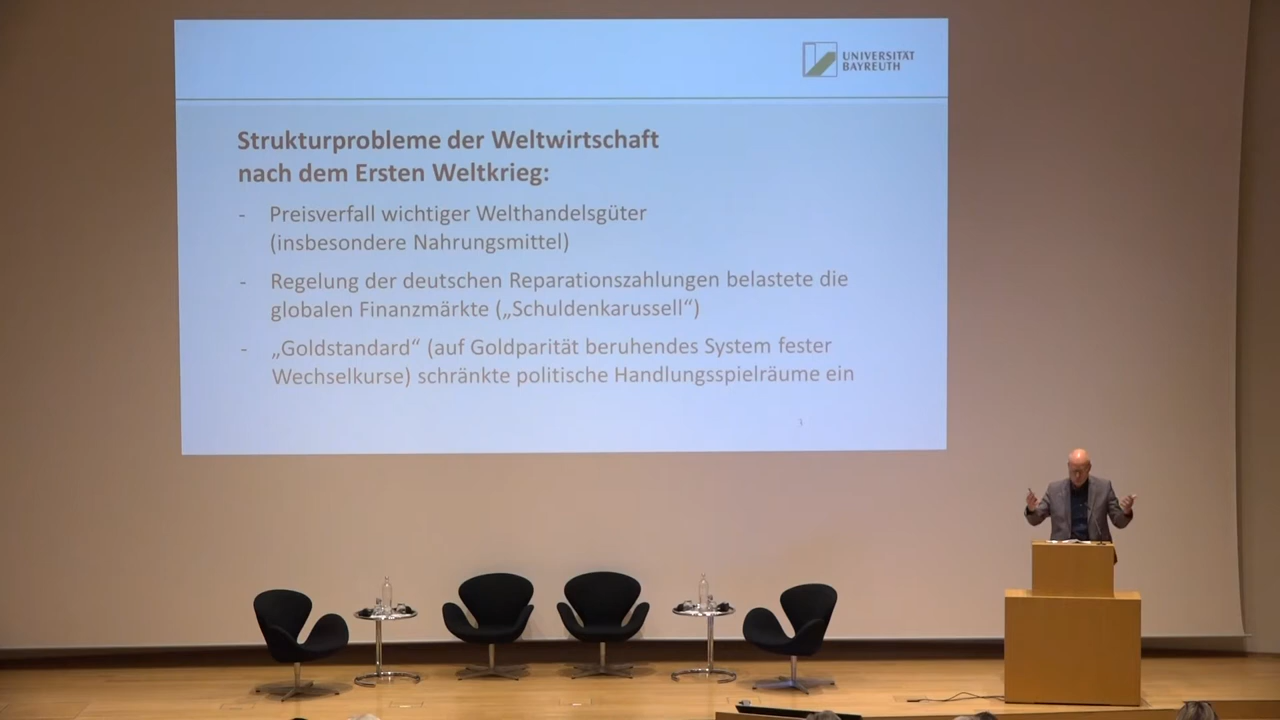 UNIVERSITÄT
BAYREUTH
Strukturprobleme der Weltwirtschaft
nach dem Ersten Weltkrieg:
- Preisverfall wichtiger Welthandelsgüter
(insbesondere Nahrungsmittel)
- Regelung der deutschen Reparationszahlungen belastete die
globalen Finanzmärkte („Schuldenkarussell“)
- „Goldstandard“ (auf Goldparität beruhendes System fester
Wechselkurse) schränkte politische Handlungsspielräume ein